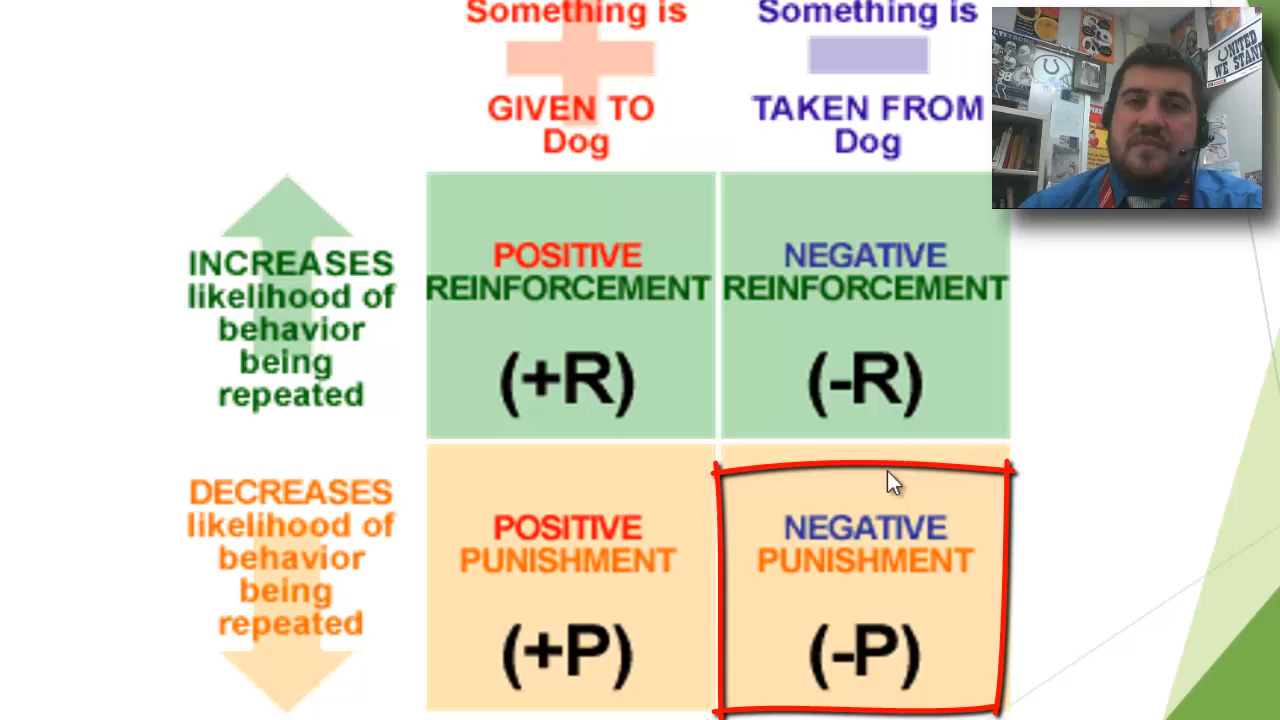 Something is
GIVEN TO
Dog
Something is
TAKEN FROM
Dog
UNITED
WE STAND
INCREASES
likelihood of
behavior
being
repeated
POSITIVE
REINFORCEMENT
(+R)
NEGATIVE
REINFORCEMENT
(-R)
DECREASES
likelihood of
behavior
being
repeated
POSITIVE
PUNISHMENT
(+P)
NEGATIVE
PUNISHMENT
(-P)